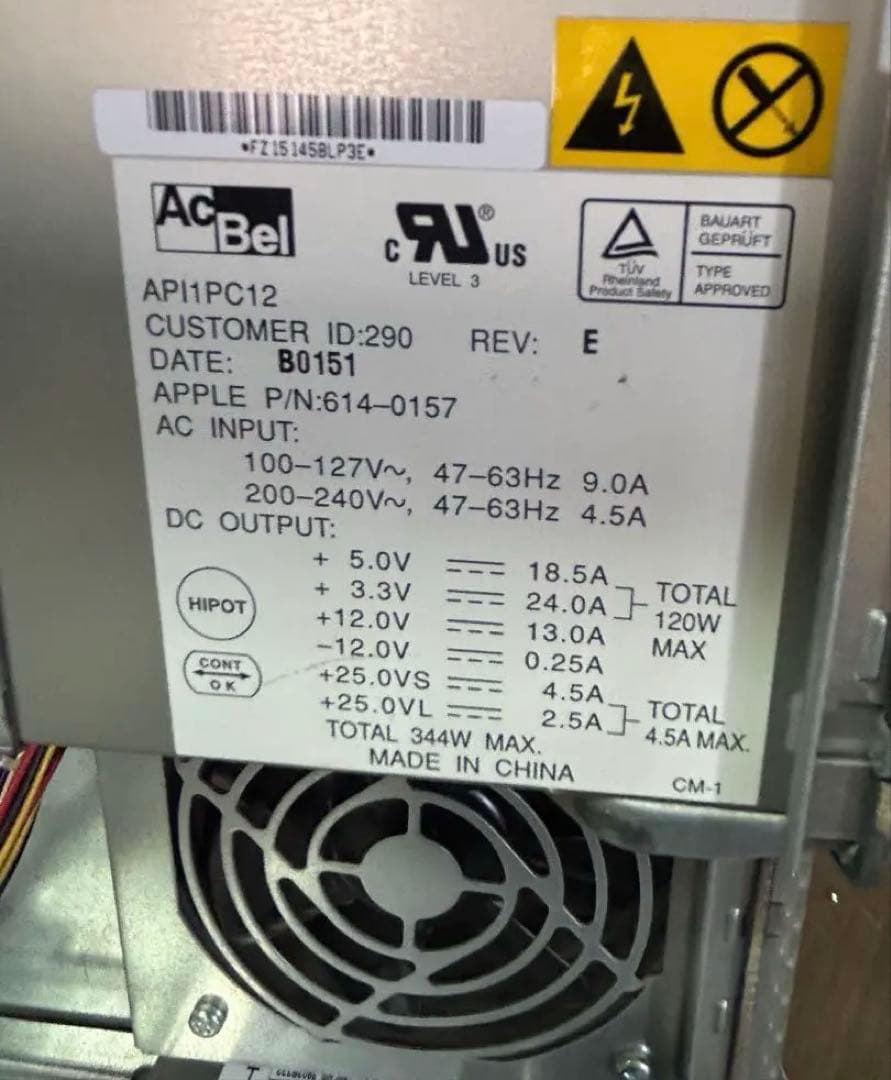 *FZ15145BLP3E*
AcBel
c RU ® US
LEVEL 3
TÜV
Rheinland
Product Safety
BAUART
GEPRÜFT
TYPE
APPROVED
API1PC12
CUSTOMER ID:290 REV: E
DATE: B0151
APPLE P/N:614-0157
AC INPUT:
100-127V~, 47-63Hz 9.0A
200-240V~, 47-63Hz 4.5A
DC OUTPUT:
+ 5.0V 18.5A
+ 3.3V 24.0A
+12.0V 13.0A
-12.0V 0.25A
+25.0VS 4.5A
+25.0VL 2.5A
TOTAL
120W
MAX
TOTAL
4.5A MAX.
HIPOT
CONT
OK
TOTAL 344W MAX.
MADE IN CHINA
CM-1